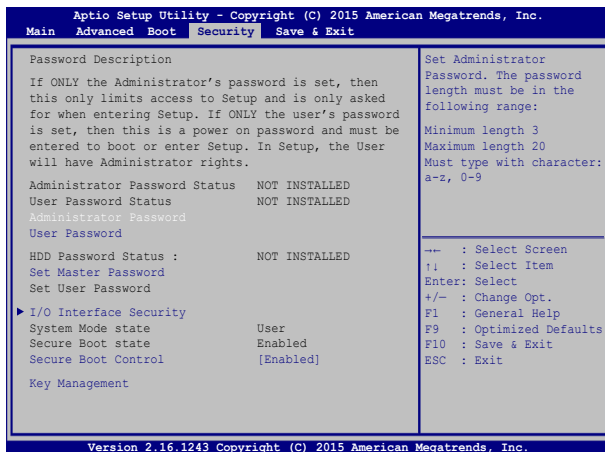 Aptio Setup Utility - Copyright (C) 2015 American Megatrends, Inc.
Main Advanced Boot Security Save & Exit
Password Description
If ONLY the Administrator's password is set, then
this only limits access to Setup and is only asked
for when entering Setup. If ONLY the user's password
is set, then this is a power on password and must be
entered to boot or enter Setup. In Setup, the User
will have Administrator rights.
Administrator Password Status NOT INSTALLED
User Password Status NOT INSTALLED
Administrator Password
User Password
HDD Password Status : NOT INSTALLED
Set Master Password
Set User Password
I/O Interface Security
System Mode state User
Secure Boot state Enabled
Secure Boot Control [Enabled]
Key Management
Set Administrator
Password. The password
length must be in the
following range:
Minimum length 3
Maximum length 20
Must type with character:
a-z, 0-9
→← : Select Screen
↑↓ : Select Item
Enter: Select
+/— : Change Opt.
F1 : General Help
F9 : Optimized Defaults
F10 : Save & Exit
ESC : Exit
Version 2.16.1243 Copyright (C) 2015 American Megatrends, Inc.